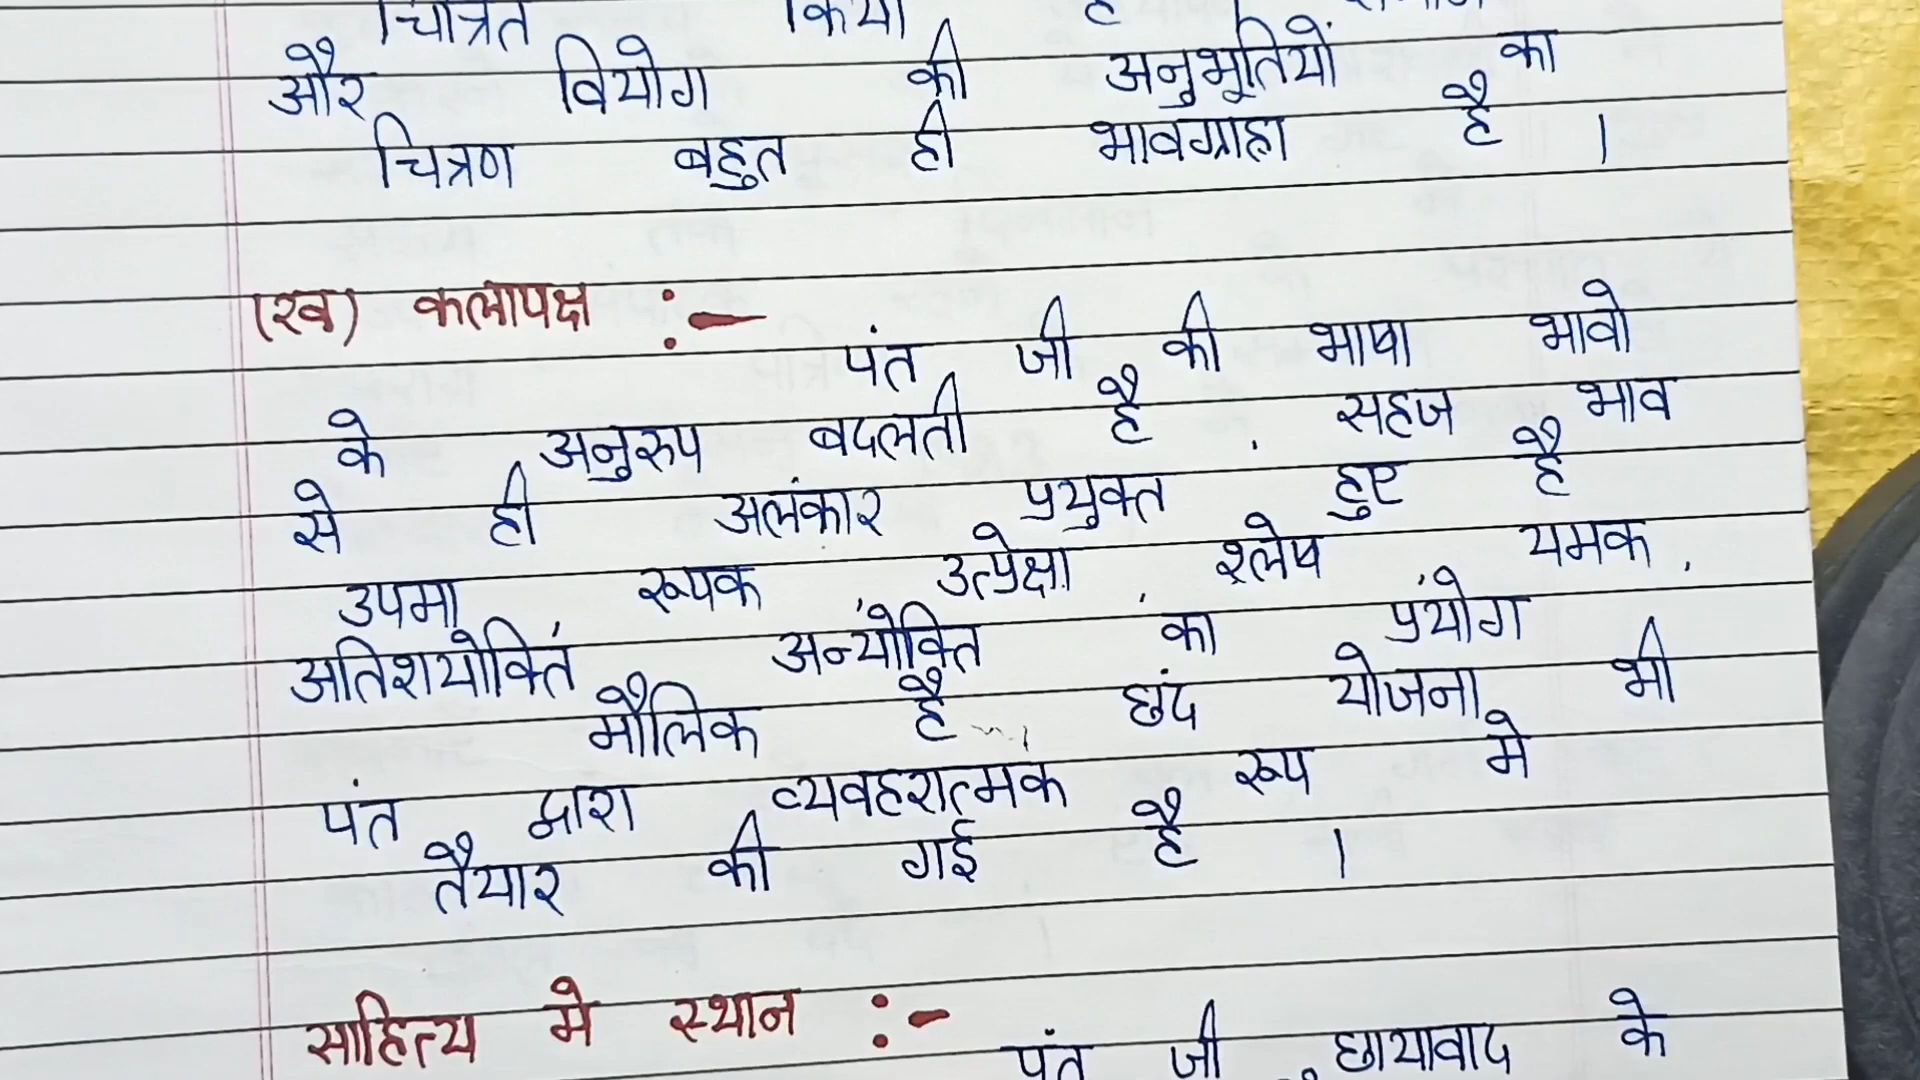 चित्रित किया है
और वियोग की अनुभूतियों का
चित्रण बहुत ही भावग्राहा है ।
(ख) कलापक्ष :-
पंत जी की भाषा भावो
के अनुरुप बदलती है , सहज भाव
से ही अलंकार प्रयुक्त हुए है
उपमा, रूपक, उत्प्रेक्षा, श्लेष, यमक,
अतिशयोक्ति, अन्योक्ति का प्रयोग
मौलिक है छंद योजना भी
पंत द्वारा व्यवहरात्मक रूप मे
तैयार की गई है ।
साहित्य मे स्थान :-
पंत जी छायावाद के